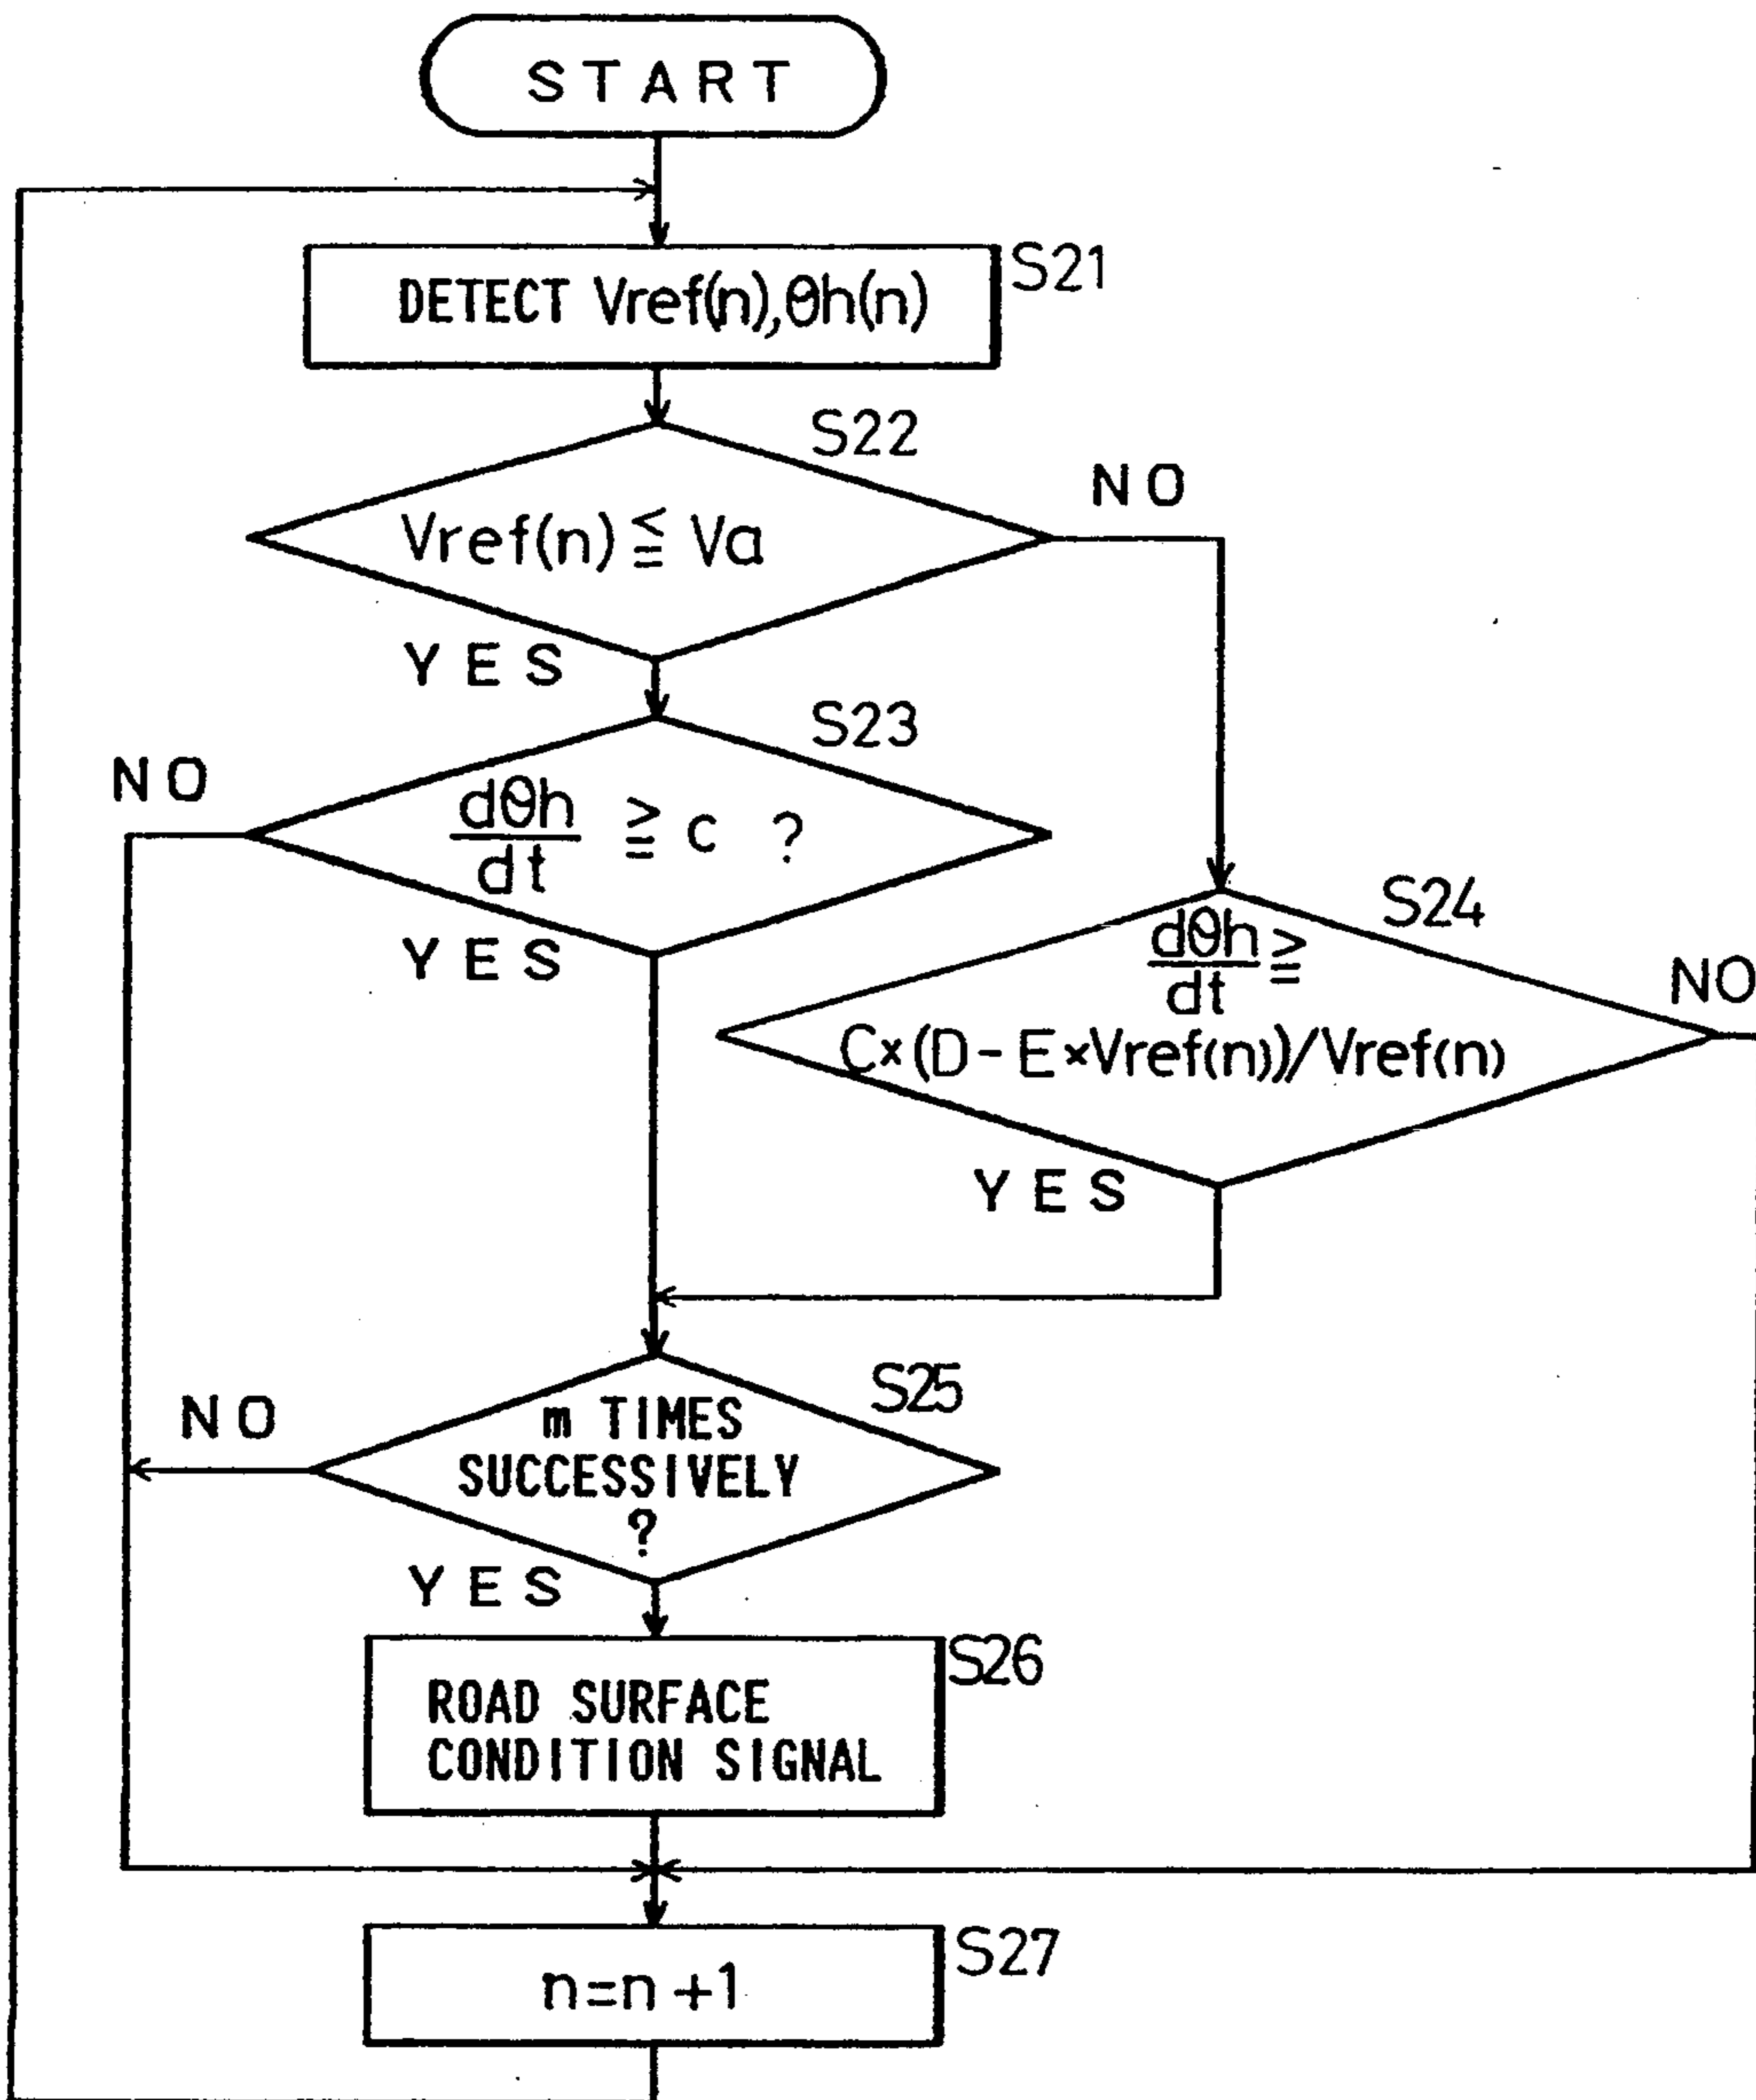 START
S21
DETECT Vref(n),θh(n)
S22
NO
Vref(n) ≦ Va
YES
S23
NO
dθh
dt
≧ c ?
YES
S24
dθh
dt
≧
NO
C×(D-E×Vref(n))/Vref(n)
YES
S25
NO
m TIMES
SUCCESSIVELY
?
YES
S26
ROAD SURFACE
CONDITION SIGNAL
S27
n=n+1